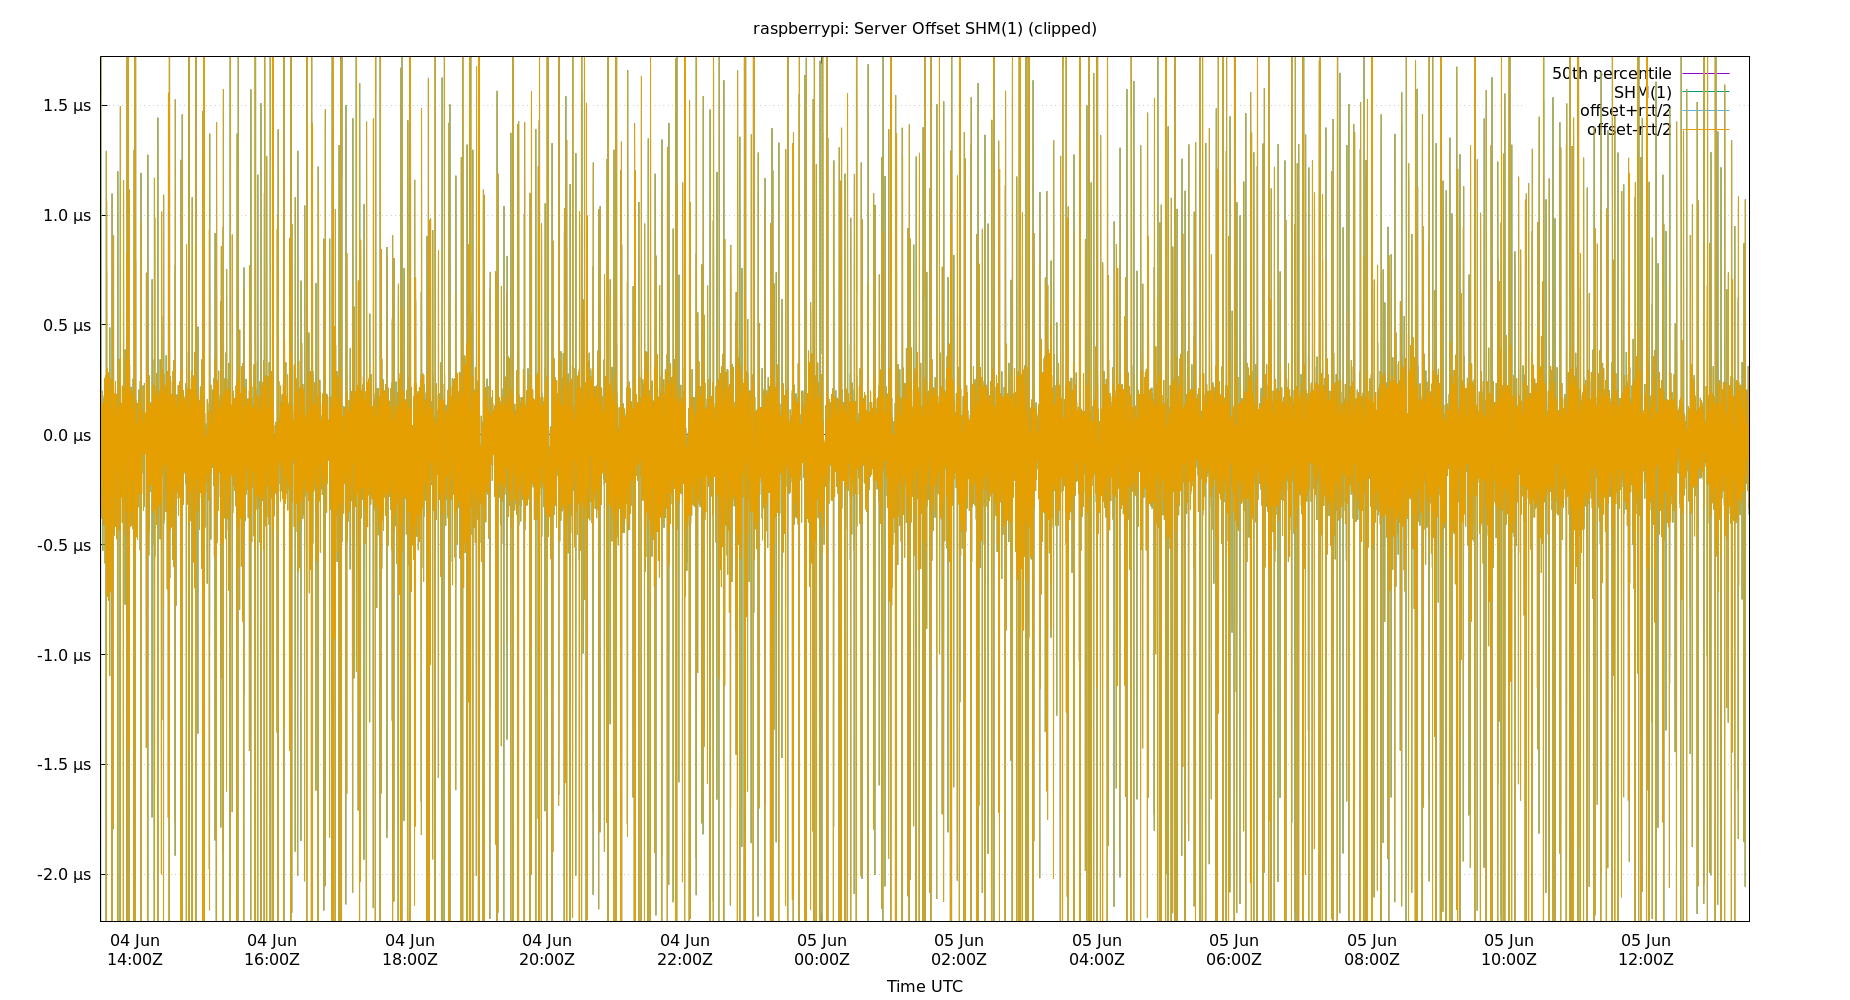 raspberrypi: Server Offset SHM(1) (clipped)
50th percentile
SHM(1)
offset+rtt/2
offset-rtt/2
1.5 µs
1.0 µs
0.5 µs
0.0 µs
-0.5 µs
-1.0 µs
-1.5 µs
-2.0 µs
04 Jun 04 Jun 04 Jun 04 Jun 04 Jun 05 Jun 05 Jun 05 Jun 05 Jun 05 Jun 05 Jun 05 Jun
14:00Z 16:00Z 18:00Z 20:00Z 22:00Z 00:00Z 02:00Z 04:00Z 06:00Z 08:00Z 10:00Z 12:00Z
Time UTC